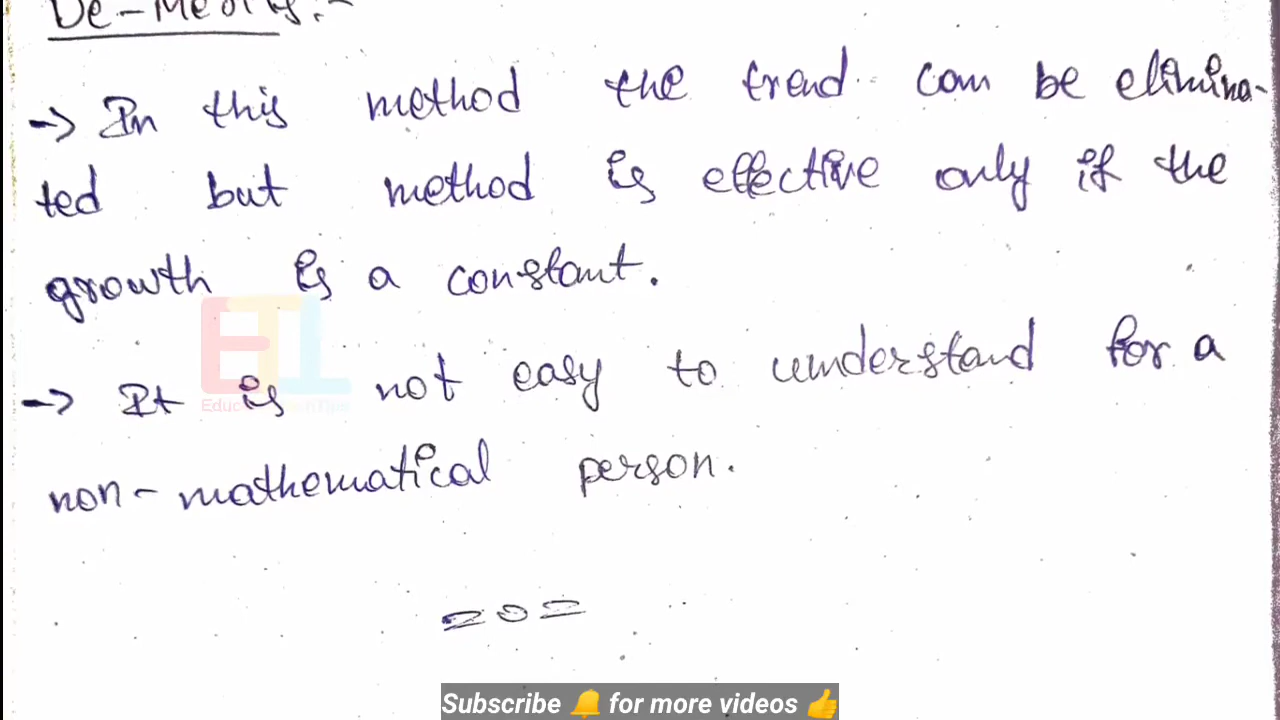 De-Merits:-
→ In this method the trend can be elimina-
ted but method is effective only if the
growth is a constant.
→ It is not easy to understand for a
non-mathematical person.
=0=
Subscribe 🔔 for more videos 👍